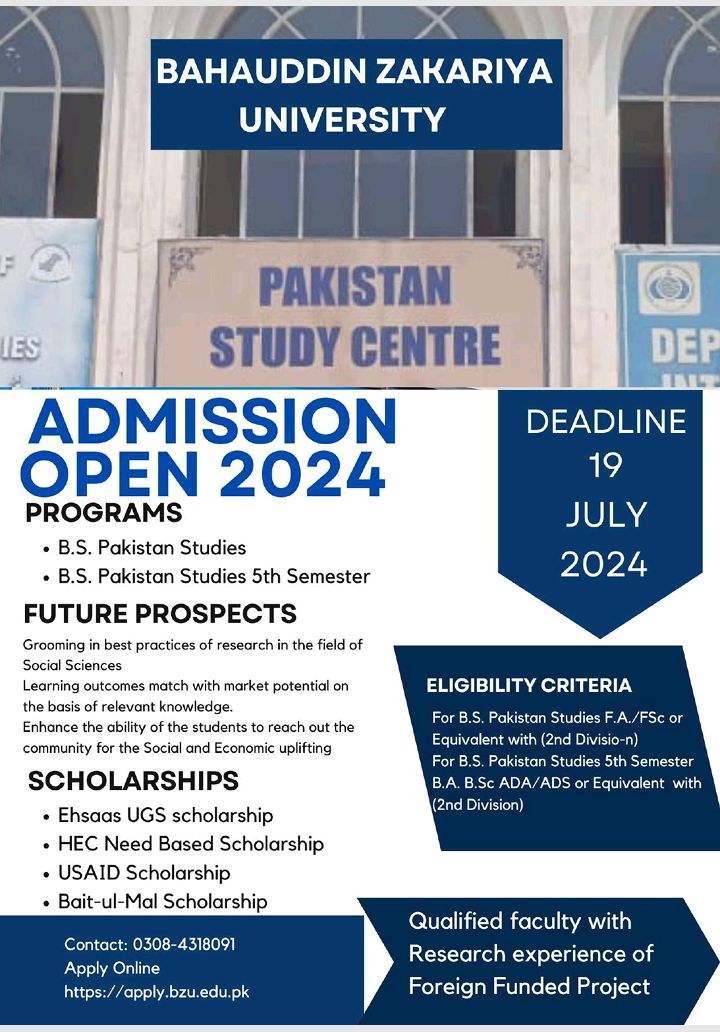 BAHAUDDIN ZAKARIYA
UNIVERSITY
PAKISTAN
STUDY CENTRE
F
IES
DEP
ADMISSION
OPEN 2024
DEADLINE
19
JULY
2024
PROGRAMS
• B.S. Pakistan Studies
• B.S. Pakistan Studies 5th Semester
FUTURE PROSPECTS
Grooming in best practices of research in the field of
Social Sciences
Learning outcomes match with market potential on
the basis of relevant knowledge.
Enhance the ability of the students to reach out the
community for the Social and Economic uplifting
ELIGIBILITY CRITERIA
For B.S. Pakistan Studies F.A./FSc or
Equivalent with (2nd Divisio-n)
For B.S. Pakistan Studies 5th Semester
B.A. B.Sc ADA/ADS or Equivalent with
(2nd Division)
SCHOLARSHIPS
• Ehsaas UGS scholarship
• HEC Need Based Scholarship
• USAID Scholarship
• Bait-ul-Mal Scholarship
Contact: 0308-4318091
Apply Online
https://apply.bzu.edu.pk
Qualified faculty with
Research experience of
Foreign Funded Project